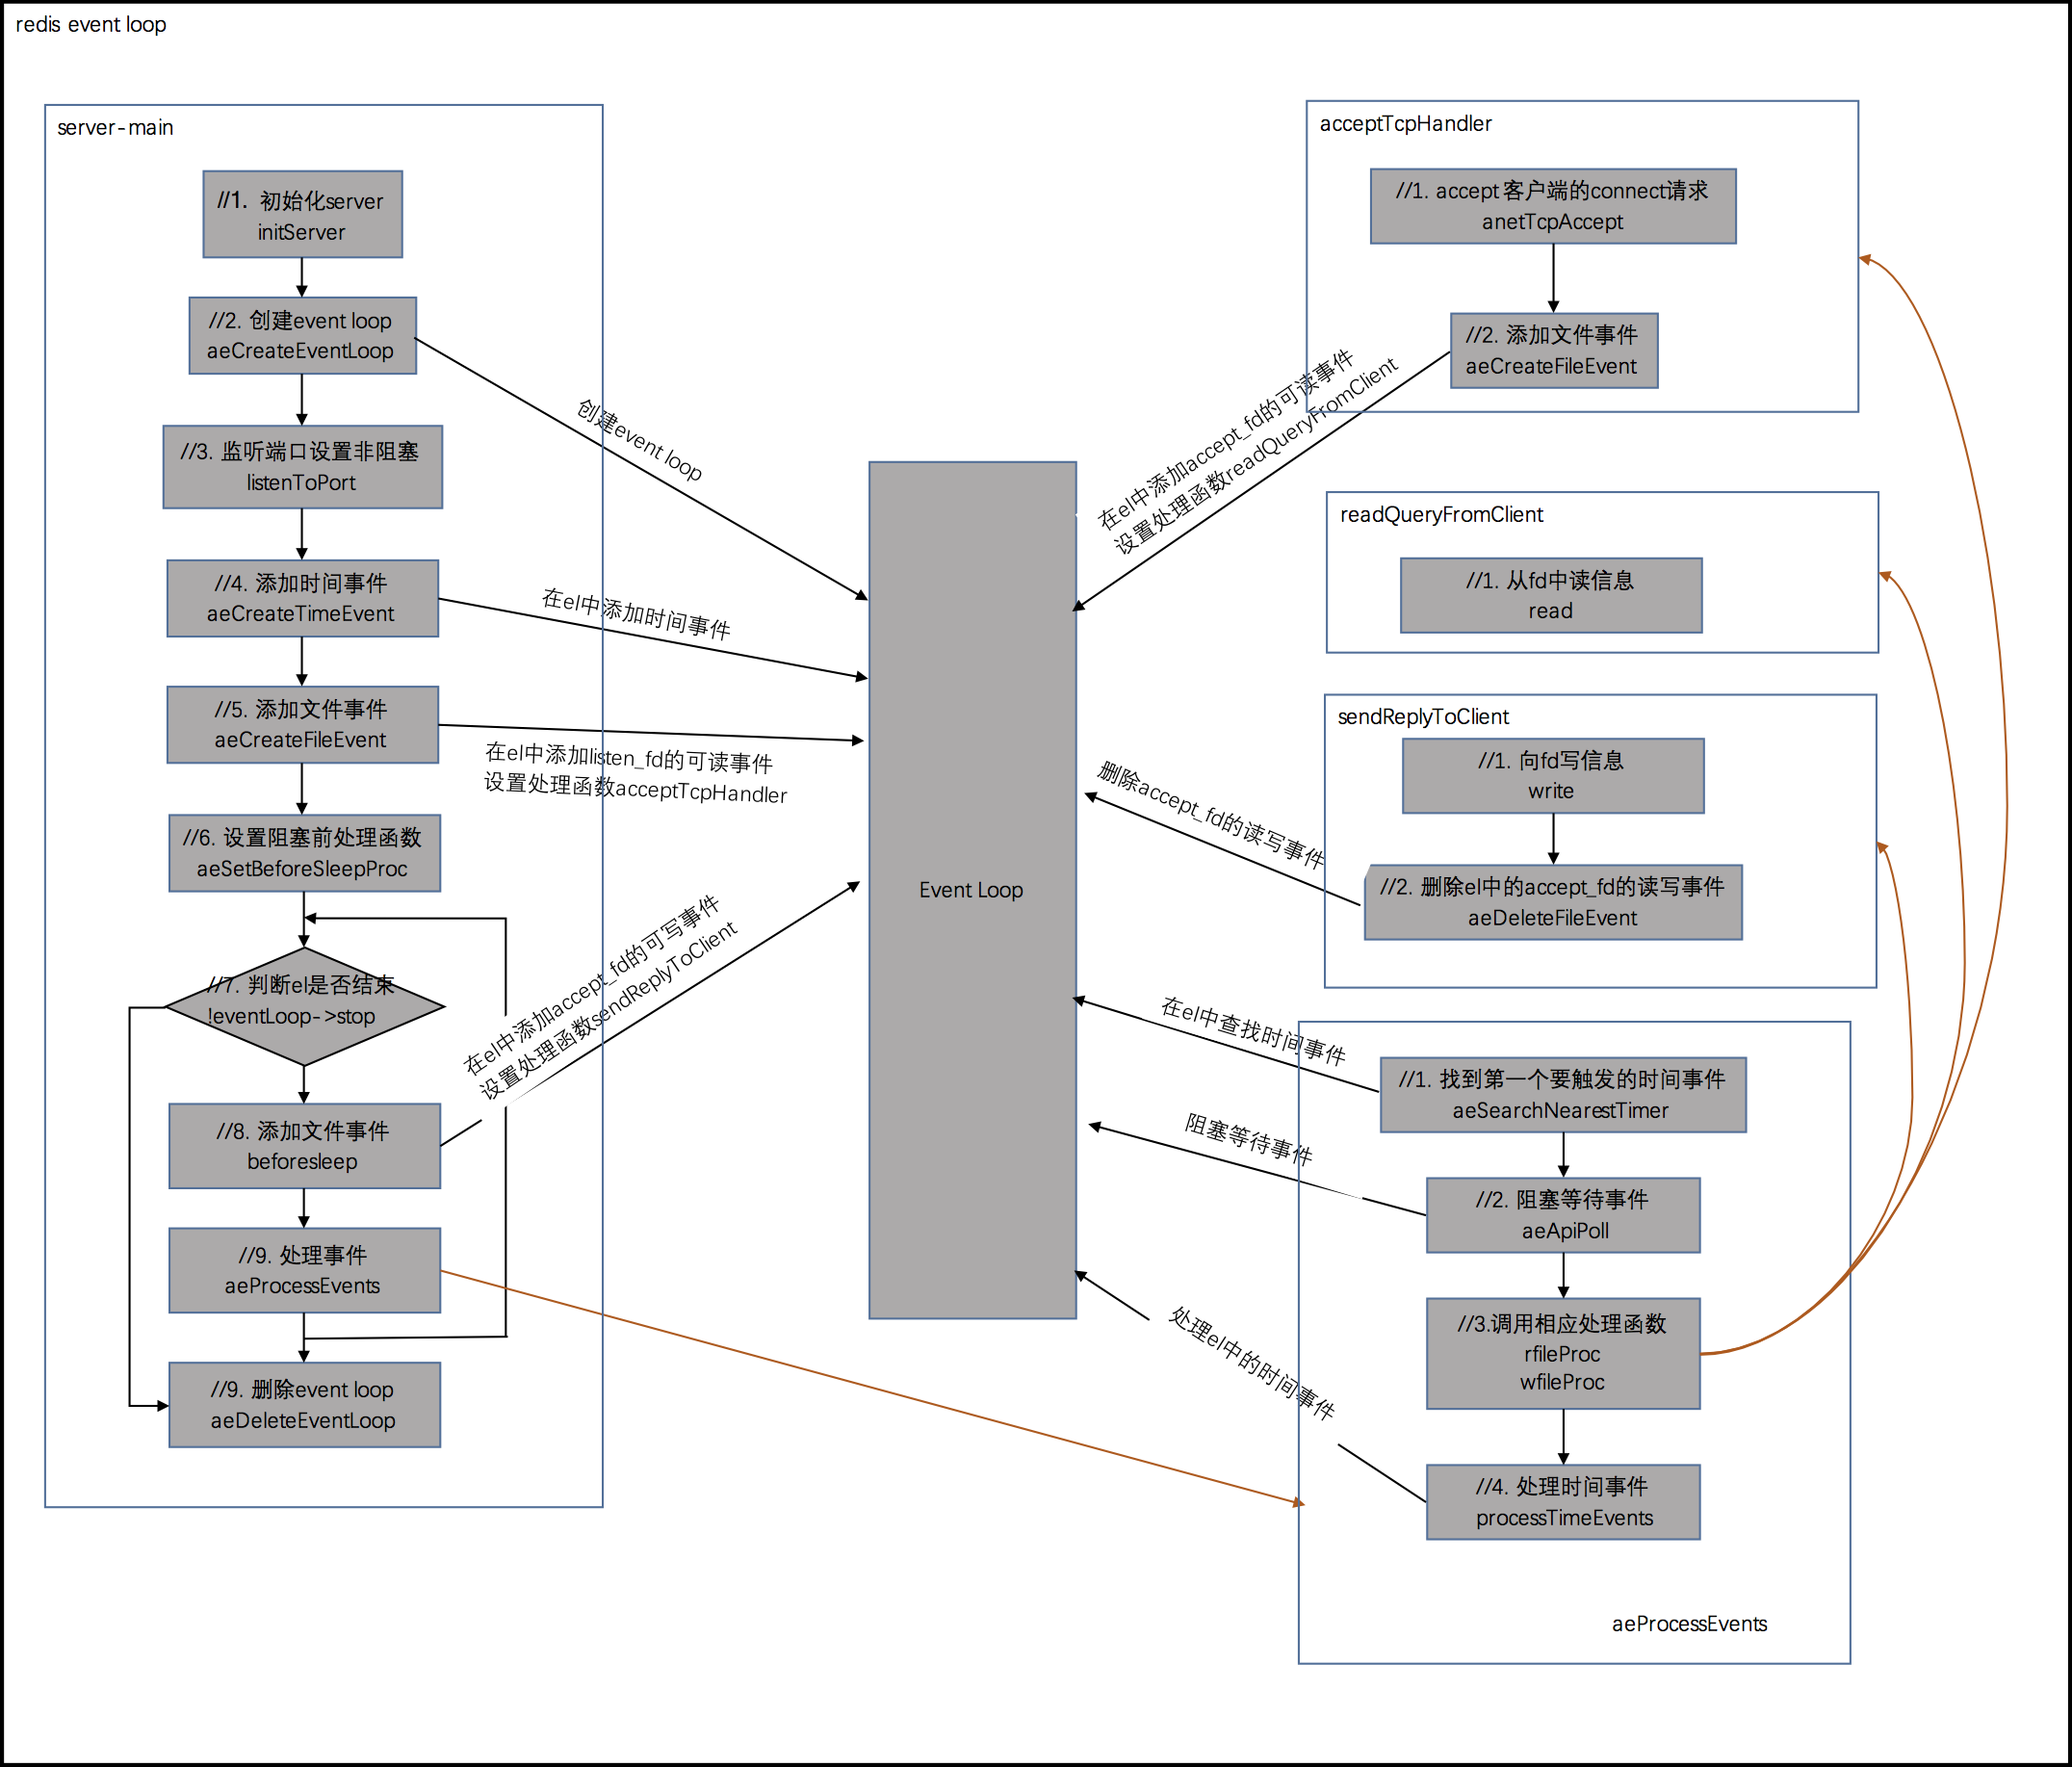 redis event loop
server-main
//1. 初始化server
initServer
//2. 创建event loop
aeCreateEventLoop
//3. 监听端口设置非阻塞
listenToPort
//4. 添加时间事件
aeCreateTimeEvent
//5. 添加文件事件
aeCreateFileEvent
//6. 设置阻塞前处理函数
aeSetBeforeSleepProc
//7. 判断el是否结束
!eventLoop->stop
//8. 添加文件事件
beforesleep
//9. 处理事件
aeProcessEvents
//9. 删除event loop
aeDeleteEventLoop
创建event loop
在el中添加时间事件
在el中添加listen_fd的可读事件
设置处理函数acceptTcpHandler
在el中添加accept_fd的可写事件
设置处理函数sendReplyToClient
Event Loop
在el中添加accept_fd的可读事件
设置处理函数readQueryFromClient
删除accept_fd的读写事件
在el中查找时间事件
阻塞等待事件
处理el中的时间事件
acceptTcpHandler
//1. accept 客户端的connect请求
anetTcpAccept
//2. 添加文件事件
aeCreateFileEvent
readQueryFromClient
//1. 从fd中读信息
read
sendReplyToClient
//1. 向fd写信息
write
//2. 删除el中的accept_fd的读写事件
aeDeleteFileEvent
//1. 找到第一个要触发的时间事件
aeSearchNearestTimer
//2. 阻塞等待事件
aeApiPoll
//3.调用相应处理函数
rfileProc
wfileProc
//4. 处理时间事件
processTimeEvents
aeProcessEvents